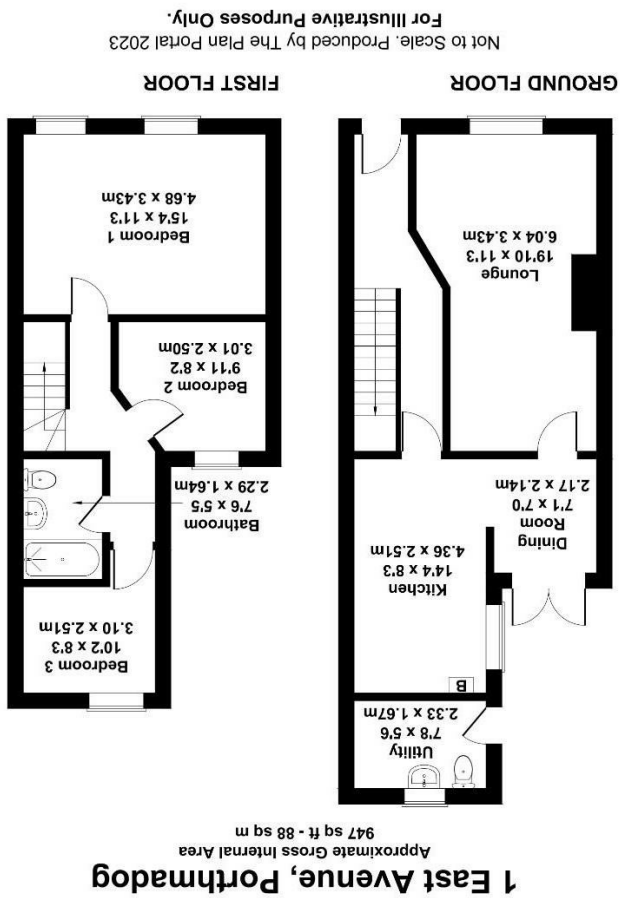 1 East Avenue, Porthmadog
Approximate Gross Internal Area
947 sq ft - 88 sq m
Utility
7'8 x 5'6
2.33 x 1.67m
B
Kitchen
14'4 x 8'3
4.36 x 2.51m
Dining
Room
7'1 x 7'0
2.17 x 2.14m
Lounge
19'10 x 11'3
6.04 x 3.43m
GROUND FLOOR
Bedroom 3
10'2 x 8'3
3.10 x 2.51m
Bathroom
7'6 x 5'5
2.29 x 1.64m
Bedroom 2
9'11 x 8'2
3.01 x 2.50m
Bedroom 1
15'4 x 11'3
4.68 x 3.43m
FIRST FLOOR
Not to Scale. Produced by The Plan Portal 2023
For Illustrative Purposes Only.